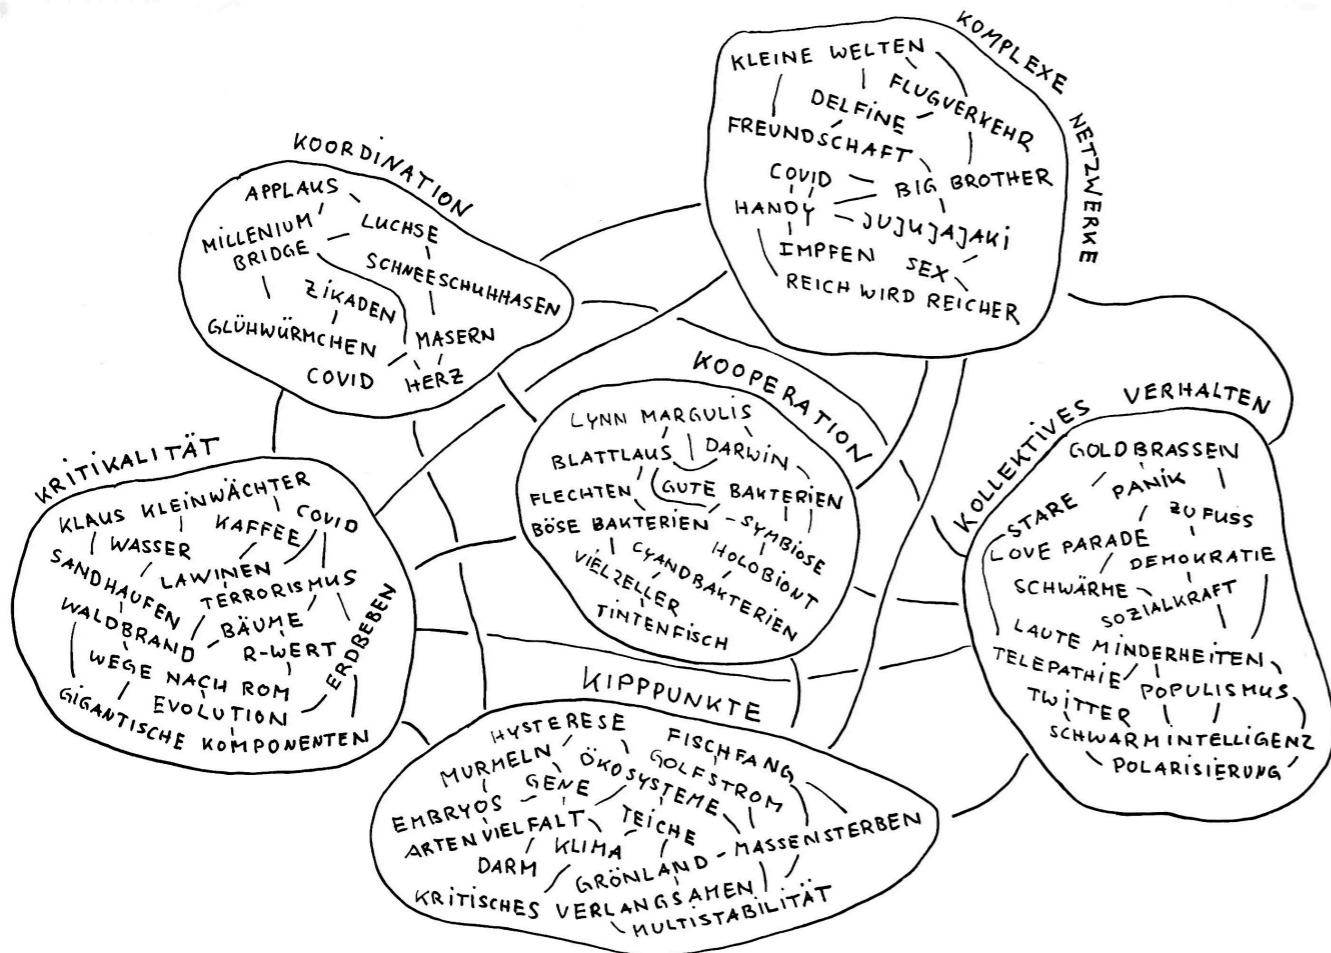 KOMPLEXE NETZWERKE
KLEINE WELTEN
FLUGVERKEHR
DELFINE
FREUNDSCHAFT
COVID
BIG BROTHER
HANDY
JUJUJAJAKI
IMPFEN
SEX
REICH WIRD REICHER
KOORDINATION
APPLAUS
LUCHSE
MILLENIUM
BRIDGE
SCHNEESCHUHHASEN
ZIKADEN
GLÜHWÜRMCHEN
MASERN
COVID
HERZ
KOOPERATION
LYNN MARGULIS
BLATTLAUS
DARWIN
FLECHTEN
GUTE BAKTERIEN
BÖSE BAKTERIEN
SYMBIOSE
HOLOBIONT
CYANOBAKTERIEN
VIELZELLER
TINTENFISCH
KOLLEKTIVES VERHALTEN
GOLDBRASSEN
PANIK
STARE
ZU FUSS
LOVE PARADE
DEMOKRATIE
SCHWÄRME
SOZIALKRAFT
LAUTE MINDERHEITEN
TELEPATHIE
POPULISMUS
TWITTER
SCHWARMINTELLIGENZ
POLARISIERUNG
KRITIKALITÄT
KLAUS KLEINWÄCHTER
COVID
KAFFEE
WASSER
SANDHAUFEN
LAWINEN
TERRORISMUS
WALDBRAND
BÄUME
R-WERT
ERDBEBEN
WEGE NACH ROM
EVOLUTION
GIGANTISCHE KOMPONENTEN
KIPPPUNKTE
HYSTERESE
FISCHFANG
MURMELN
ÖKOSYSTEME
GOLFSTROM
GENE
EMBRYOS
ARTENVIELFALT
TEICHE
MASSENSTERBEN
DARM
KLIMA
GRÖNLAND
KRITISCHES VERLANGSAMEN
MULTISTABILITÄT